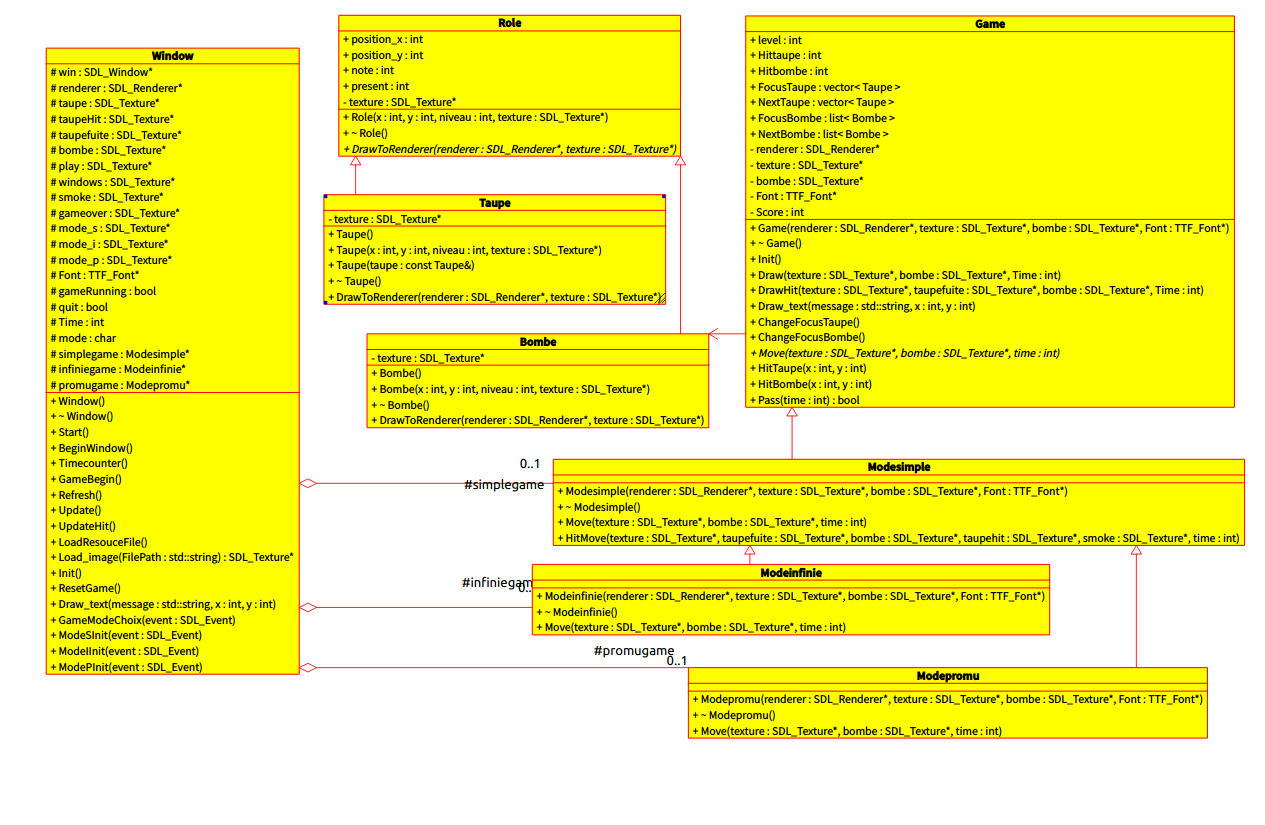 Window
# win : SDL_Window*
# renderer : SDL_Renderer*
# taupe : SDL_Texture*
# taupeHit : SDL_Texture*
# taupefuite : SDL_Texture*
# bombe : SDL_Texture*
# play : SDL_Texture*
# windows : SDL_Texture*
# smoke : SDL_Texture*
# gameover : SDL_Texture*
# mode_s : SDL_Texture*
# mode_i : SDL_Texture*
# mode_p : SDL_Texture*
# Font : TTF_Font*
# gameRunning : bool
# quit : bool
# Time : int
# mode : char
# simplegame : Modesimple*
# infiniegame : Modeinfinie*
# promugame : Modepromu*
+ Window()
+ ~ Window()
+ Start()
+ BeginWindow()
+ Timecounter()
+ GameBegin()
+ Refresh()
+ Update()
+ UpdateHit()
+ LoadResouceFile()
+ Load_image(FilePath : std::string) : SDL_Texture*
+ Init()
+ ResetGame()
+ Draw_text(message : std::string, x : int, y : int)
+ GameModeChoix(event : SDL_Event)
+ ModeSInit(event : SDL_Event)
+ ModeIInit(event : SDL_Event)
+ ModePInit(event : SDL_Event)
Role
+ position_x : int
+ position_y : int
+ note : int
+ present : int
- texture : SDL_Texture*
+ Role(x : int, y : int, niveau : int, texture : SDL_Texture*)
+ ~ Role()
+ DrawToRenderer(renderer : SDL_Renderer*, texture : SDL_Texture*)
Taupe
- texture : SDL_Texture*
+ Taupe()
+ Taupe(x : int, y : int, niveau : int, texture : SDL_Texture*)
+ Taupe(taupe : const Taupe&)
+ ~ Taupe()
+ DrawToRenderer(renderer : SDL_Renderer*, texture : SDL_Texture*)
Bombe
- texture : SDL_Texture*
+ Bombe()
+ Bombe(x : int, y : int, niveau : int, texture : SDL_Texture*)
+ ~ Bombe()
+ DrawToRenderer(renderer : SDL_Renderer*, texture : SDL_Texture*)
Game
+ level : int
+ Hittaupe : int
+ Hitbombe : int
+ FocusTaupe : vector< Taupe >
+ NextTaupe : vector< Taupe >
+ FocusBombe : list< Bombe >
+ NextBombe : list< Bombe >
- renderer : SDL_Renderer*
- texture : SDL_Texture*
- bombe : SDL_Texture*
- Font : TTF_Font*
- Score : int
+ Game(renderer : SDL_Renderer*, texture : SDL_Texture*, bombe : SDL_Texture*, Font : TTF_Font*)
+ ~ Game()
+ Init()
+ Draw(texture : SDL_Texture*, bombe : SDL_Texture*, Time : int)
+ DrawHit(texture : SDL_Texture*, taupefuite : SDL_Texture*, bombe : SDL_Texture*, Time : int)
+ Draw_text(message : std::string, x : int, y : int)
+ ChangeFocusTaupe()
+ ChangeFocusBombe()
+ Move(texture : SDL_Texture*, bombe : SDL_Texture*, time : int)
+ HitTaupe(x : int, y : int)
+ HitBombe(x : int, y : int)
+ Pass(time : int) : bool
0..1
#simplegame
Modesimple
+ Modesimple(renderer : SDL_Renderer*, texture : SDL_Texture*, bombe : SDL_Texture*, Font : TTF_Font*)
+ ~ Modesimple()
+ Move(texture : SDL_Texture*, bombe : SDL_Texture*, time : int)
+ HitMove(texture : SDL_Texture*, taupefuite : SDL_Texture*, bombe : SDL_Texture*, taupehit : SDL_Texture*, smoke : SDL_Texture*, time : int)
#infiniegam
0..
Modeinfinie
+ Modeinfinie(renderer : SDL_Renderer*, texture : SDL_Texture*, bombe : SDL_Texture*, Font : TTF_Font*)
+ ~ Modeinfinie()
+ Move(texture : SDL_Texture*, bombe : SDL_Texture*, time : int)
#promugame
0..1
Modepromu
+ Modepromu(renderer : SDL_Renderer*, texture : SDL_Texture*, bombe : SDL_Texture*, Font : TTF_Font*)
+ ~ Modepromu()
+ Move(texture : SDL_Texture*, bombe : SDL_Texture*, time : int)